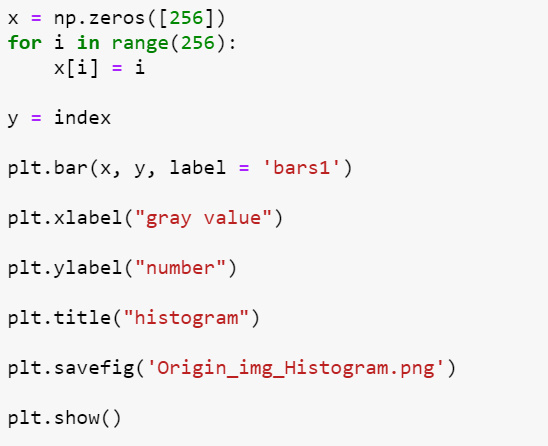 x = np.zeros([256])
for i in range(256):
    x[i] = i
y = index
plt.bar(x, y, label = 'bars1')
plt.xlabel("gray value")
plt.ylabel("number")
plt.title("histogram")
plt.savefig('Origin_img_Histogram.png')
plt.show()